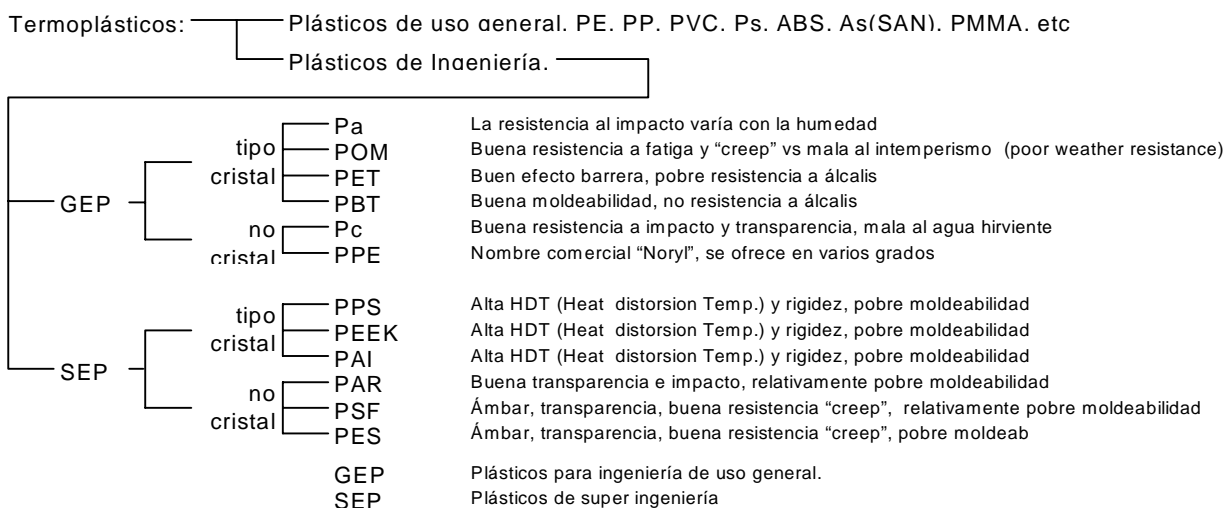 Termoplásticos: Plásticos de uso general. PE. PP. PVC. Ps. ABS. As(SAN). PMMA. etc
Plásticos de Ingeniería.
GEP
tipo cristal
Pa La resistencia al impacto varía con la humedad
POM Buena resistencia a fatiga y “creep” vs mala al intemperismo (poor weather resistance)
PET Buen efecto barrera, pobre resistencia a álcalis
PBT Buena moldeabilidad, no resistencia a álcalis
no cristal
Pc Buena resistencia a impacto y transparencia, mala al agua hirviente
PPE Nombre comercial “Noryl”, se ofrece en varios grados
SEP
tipo cristal
PPS Alta HDT (Heat distorsion Temp.) y rigidez, pobre moldeabilidad
PEEK Alta HDT (Heat distorsion Temp.) y rigidez, pobre moldeabilidad
PAI Alta HDT (Heat distorsion Temp.) y rigidez, pobre moldeabilidad
no cristal
PAR Buena transparencia e impacto, relativamente pobre moldeabilidad
PSF Ámbar, transparencia, buena resistencia “creep”, relativamente pobre moldeabilidad
PES Ámbar, transparencia, buena resistencia “creep”, pobre moldeab
GEP Plásticos para ingeniería de uso general.
SEP Plásticos de super ingeniería